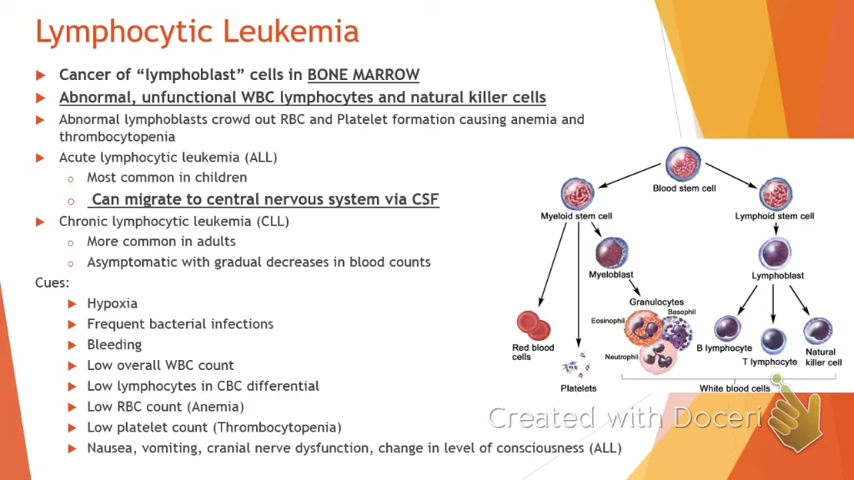 Lymphocytic Leukemia
Cancer of “lymphoblast” cells in BONE MARROW
Abnormal, unfunctional WBC lymphocytes and natural killer cells
Abnormal lymphoblasts crowd out RBC and Platelet formation causing anemia and
thrombocytopenia
Acute lymphocytic leukemia (ALL)
Most common in children
Can migrate to central nervous system via CSF
Chronic lymphocytic leukemia (CLL)
More common in adults
Asymptomatic with gradual decreases in blood counts
Cues:
Hypoxia
Frequent bacterial infections
Bleeding
Low overall WBC count
Low lymphocytes in CBC differential
Low RBC count (Anemia)
Low platelet count (Thrombocytopenia)
Nausea, vomiting, cranial nerve dysfunction, change in level of consciousness (ALL)
Blood stem cell
Myeloid stem cell
Lymphoid stem cell
Myeloblast
Lymphoblast
Granulocytes
Basophil
Eosinophil
Neutrophil
Red blood
cells
Platelets
B lymphocyte
T lymphocyte
Natural
killer cell
White blood cells
Created with Doceri